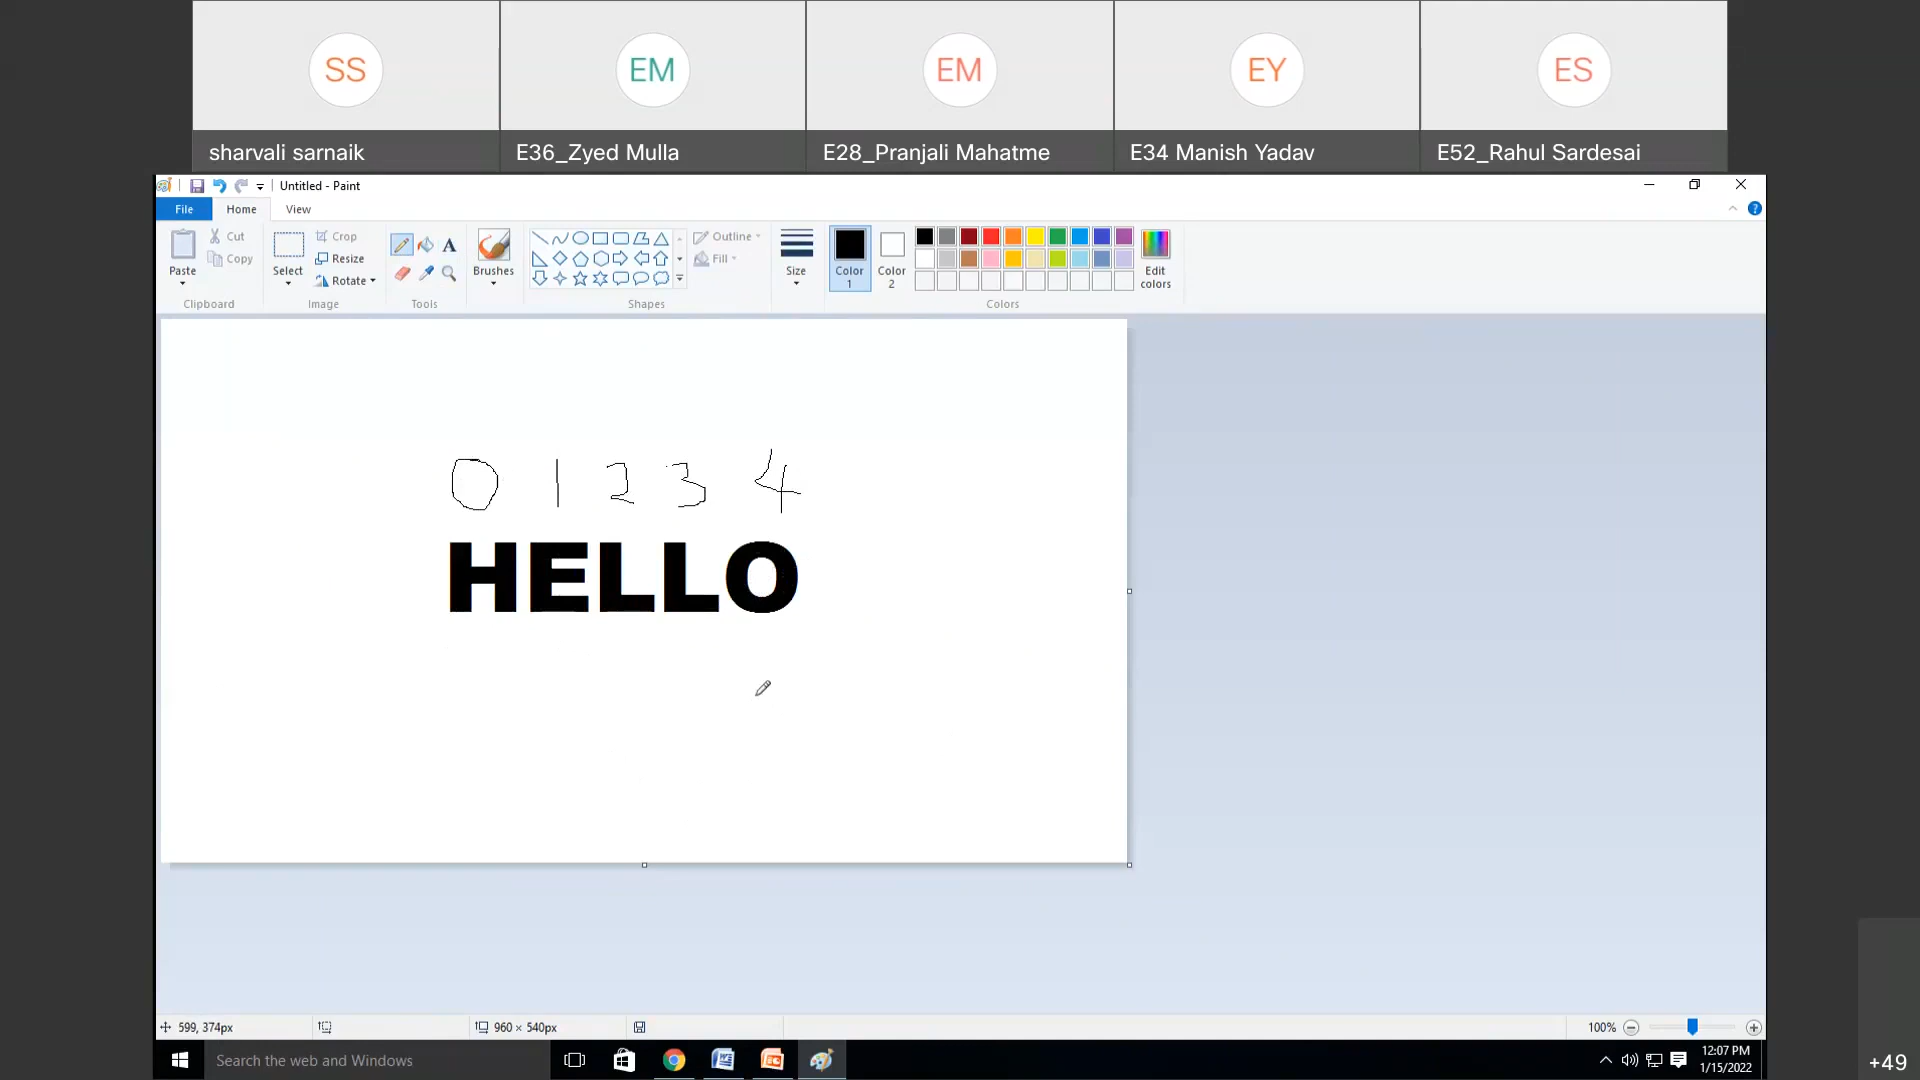 SS EM EM EY ES
sharvali sarnaik E36_Zyed Mulla E28_Pranjali Mahatme E34 Manish Yadav E52_Rahul Sardesai
Untitled - Paint
File Home View
Paste
Cut
Copy
Clipboard
Select
Crop
Resize
Rotate
Image
A
Tools
Brushes
Shapes
Outline
Fill
Size
Color
1
Color
2
Edit
colors
Colors
0 1 2 3 4
HELLO
599, 374px 960 × 540px 100%
Search the web and Windows
12:07 PM
1/15/2022
+49